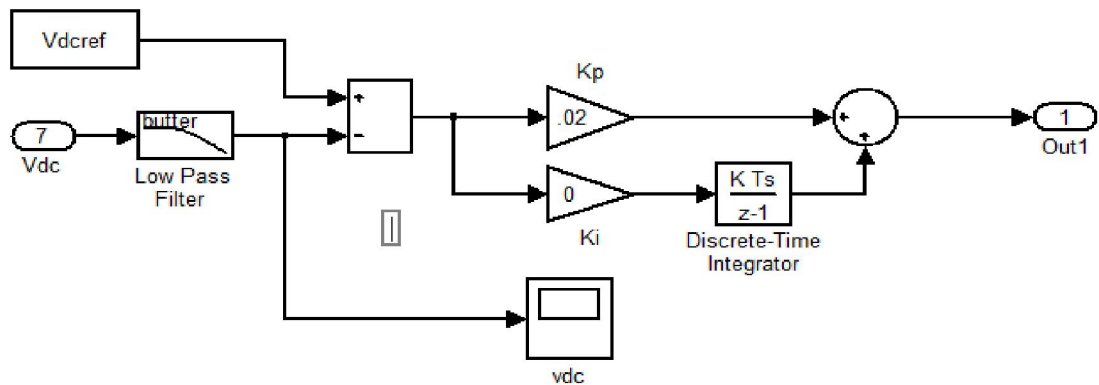 Vdcref
+
−
7
Vdc
butter
Low Pass
Filter
Kp
.02
0
Ki
K Ts
z-1
Discrete-Time
Integrator
+
+
1
Out1
vdc